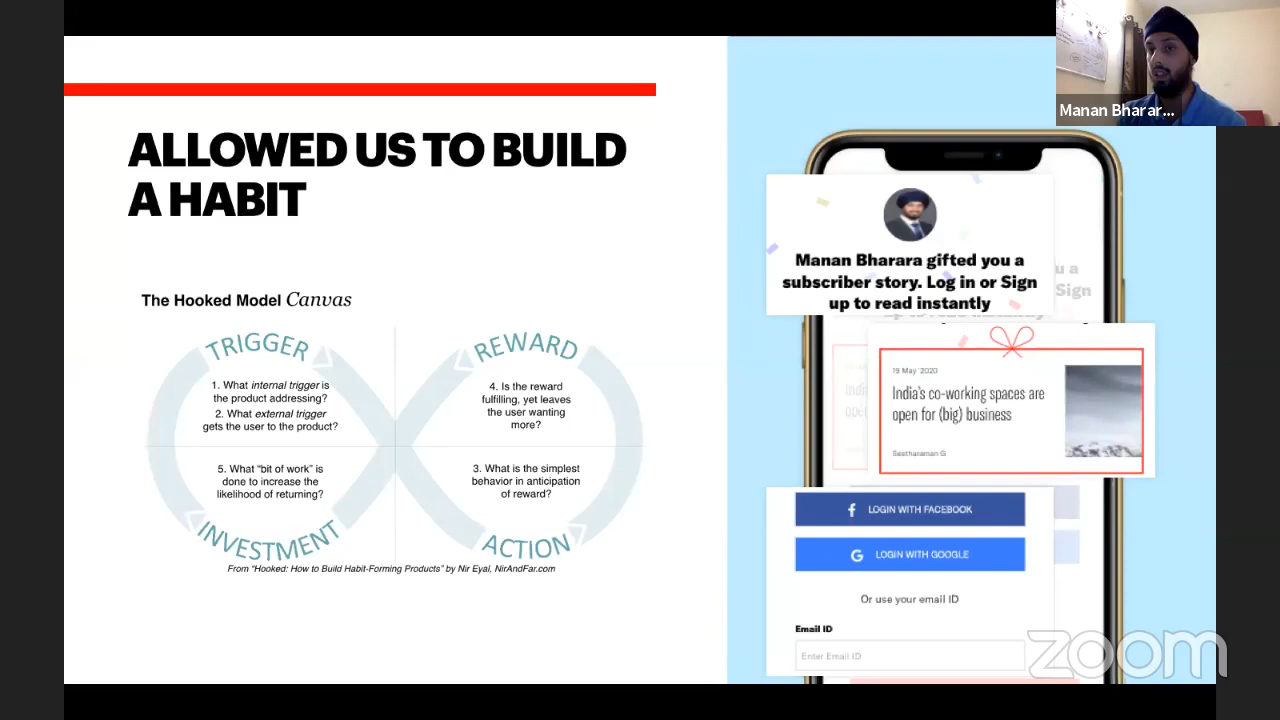 Manan Bharar...
ALLOWED US TO BUILD
A HABIT
The Hooked Model Canvas
TRIGGER
1. What internal trigger is
the product addressing?
2. What external trigger
gets the user to the product?
REWARD
4. Is the reward
fulfilling, yet leaves
the user wanting
more?
5. What “bit of work” is
done to increase the
likelihood of returning?
INVESTMENT
3. What is the simplest
behavior in anticipation
of reward?
ACTION
From “Hooked: How to Build Habit-Forming Products” by Nir Eyal, NirAndFar.com
Manan Bharara gifted you a
subscriber story. Log in or Sign
up to read instantly
u a
Sign
19 May '2020
India's co-working spaces are
open for (big) business
Seetharaman G
f LOGIN WITH FACEBOOK
G LOGIN WITH GOOGLE
Or use your email ID
Email ID
Enter Email ID
zoom